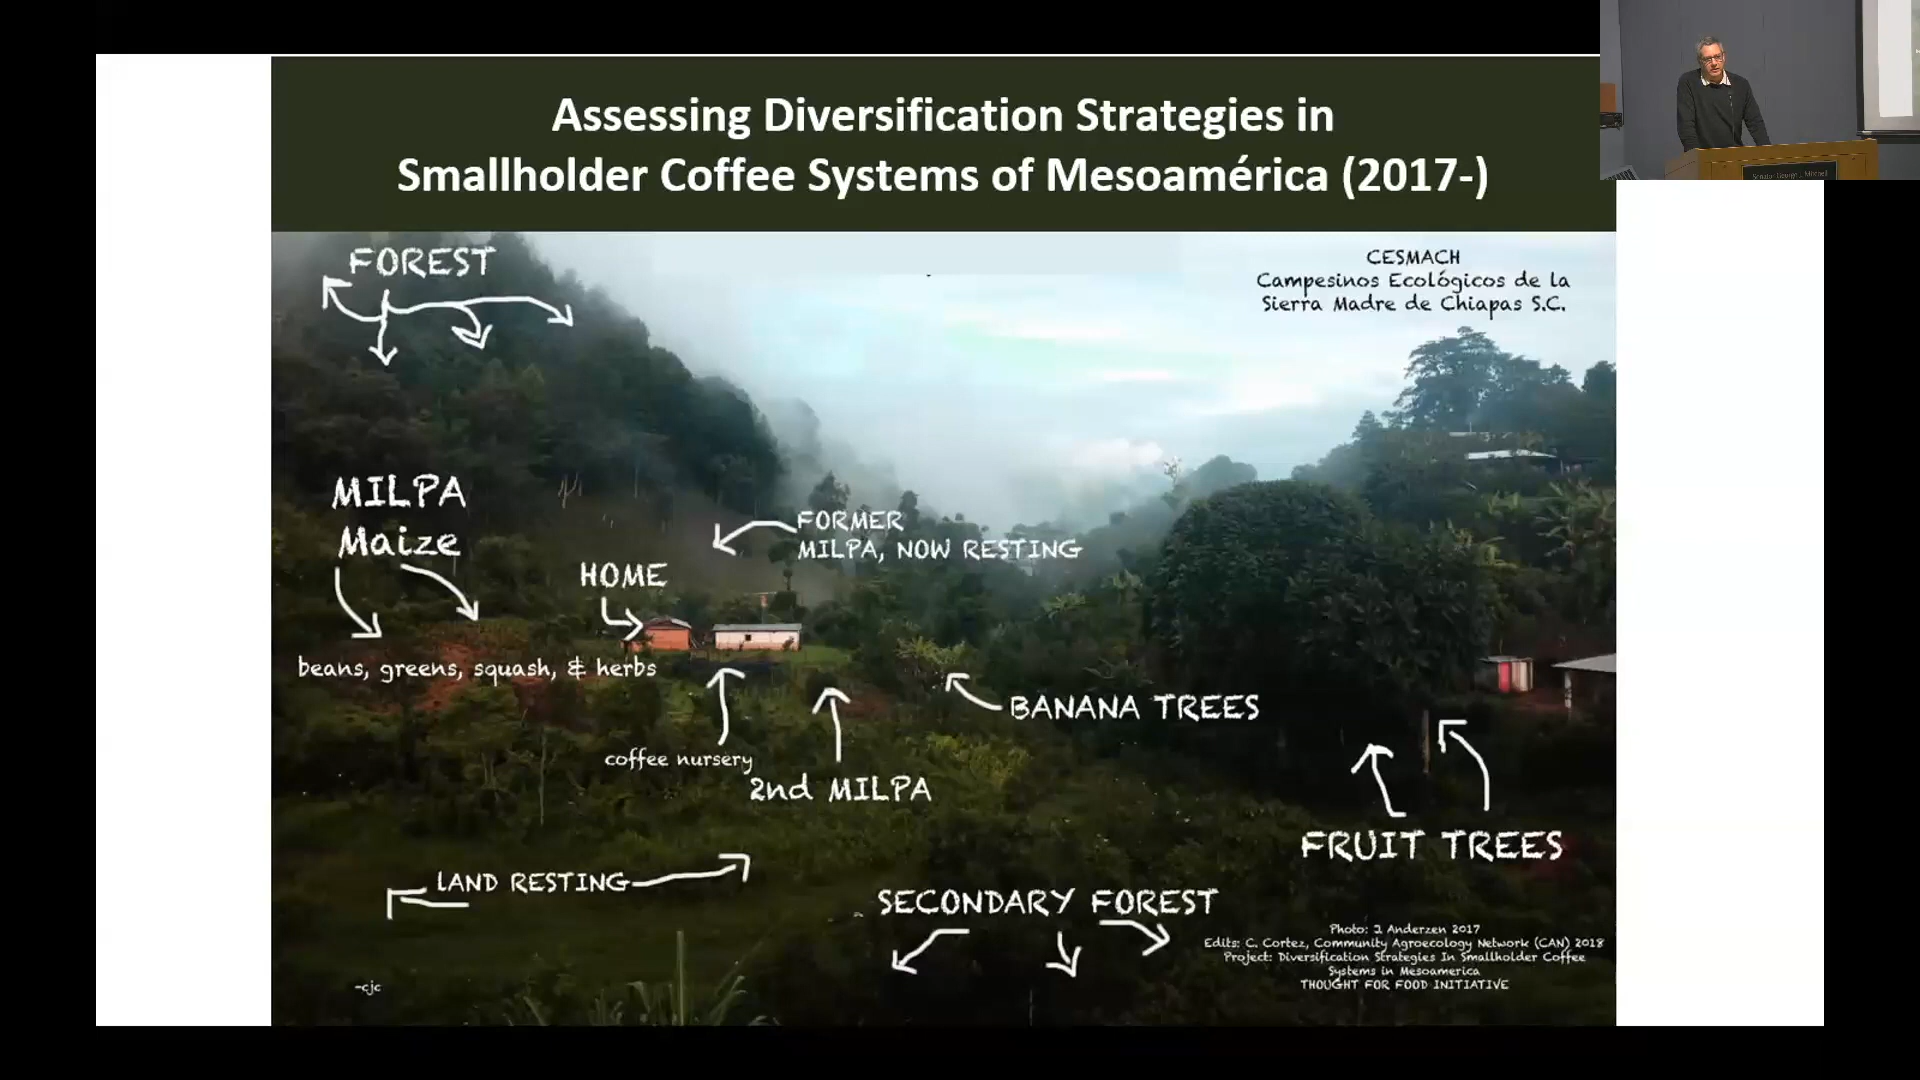 Assessing Diversification Strategies in
Smallholder Coffee Systems of Mesoamérica (2017-)
Senator George J. Mitchell
FOREST
CESMACH
Campesinos Ecológicos de la
Sierra Madre de Chiapas S.C.
MILPA
Maize
FORMER
MILPA, NOW RESTING
HOME
beans, greens, squash, & herbs
BANANA TREES
coffee nursery
2nd MILPA
FRUIT TREES
LAND RESTING
SECONDARY FOREST
Photo: J. Anderzen 2017
Edits: C. Cortez, Community Agroecology Network (CAN) 2018
Project: Diversification Strategies In Smallholder Coffee
Systems in Mesoamerica
THOUGHT FOR FOOD INITIATIVE
-cjc